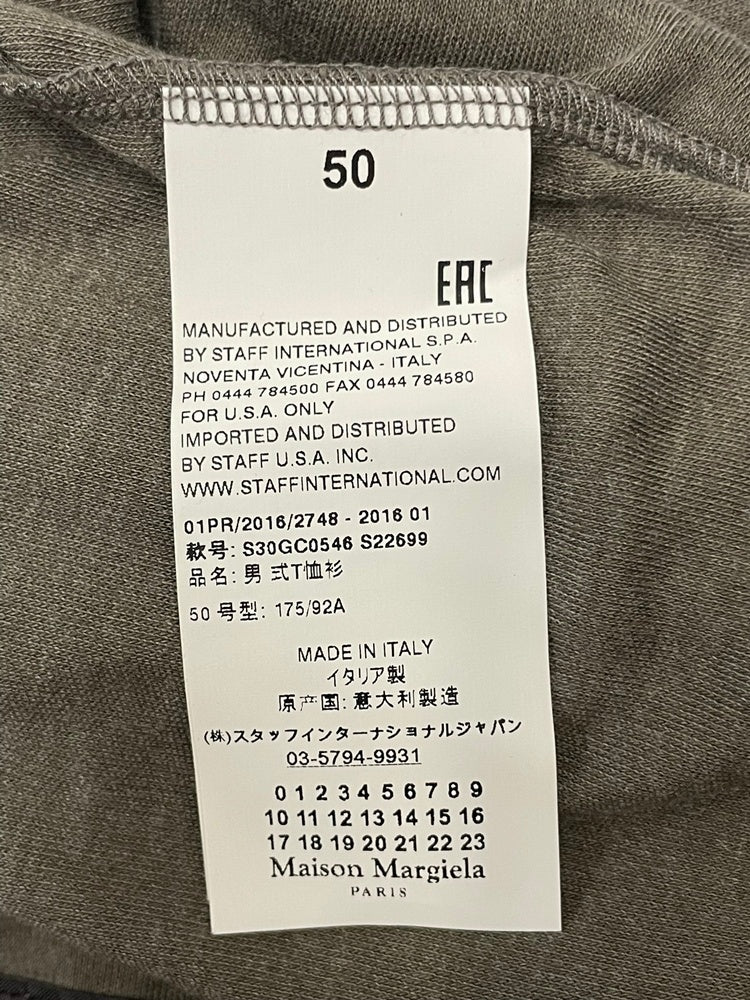 50
EAC
MANUFACTURED AND DISTRIBUTED
BY STAFF INTERNATIONAL S.P.A.
NOVENTA VICENTINA - ITALY
PH 0444 784500 FAX 0444 784580
FOR U.S.A. ONLY
IMPORTED AND DISTRIBUTED
BY STAFF U.S.A. INC.
WWW.STAFFINTERNATIONAL.COM
01PR/2016/2748 - 2016 01
款号: S30GC0546 S22699
品名: 男 式T恤衫
50 号型: 175/92A
MADE IN ITALY
イタリア製
原产国: 意大利製造
(株)スタッフインターナショナルジャパン
03-5794-9931
0 1 2 3 4 5 6 7 8 9
10 11 12 13 14 15 16
17 18 19 20 21 22 23
Maison Margiela
PARIS